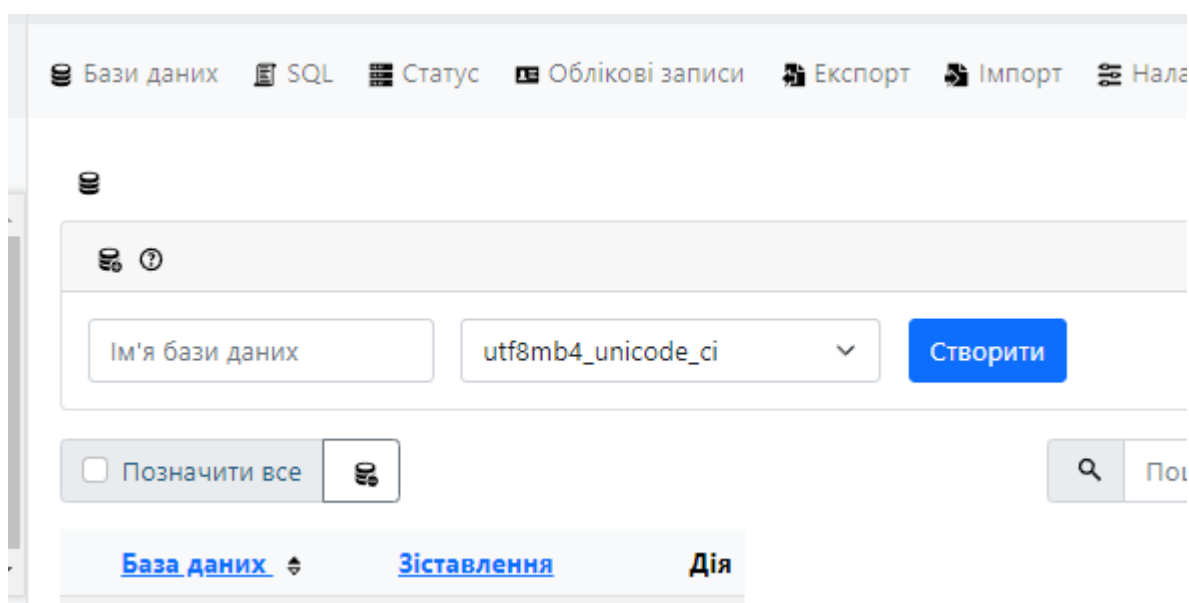 Бази даних SQL Статус Облікові записи Експорт Імпорт
Ім'я бази даних utf8mb4_unicode_ci Створити
Позначити все
База даних Зіставлення Дія